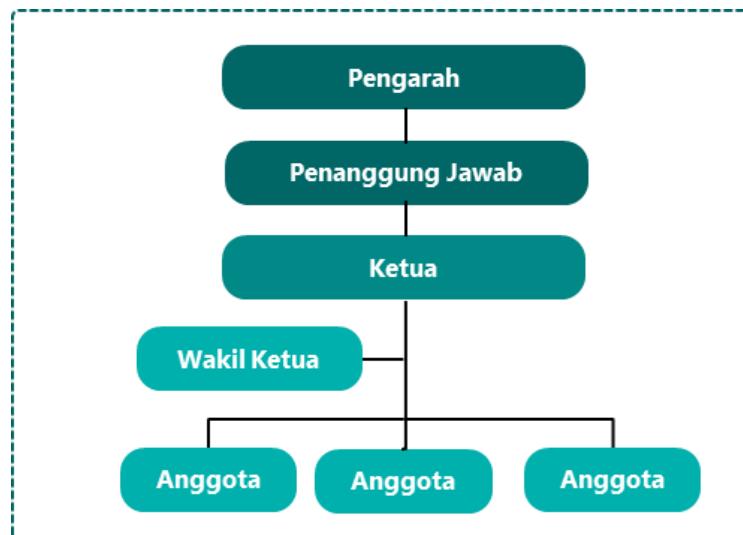 Pengarah
Penanggung Jawab
Ketua
Wakil Ketua
Anggota
Anggota
Anggota